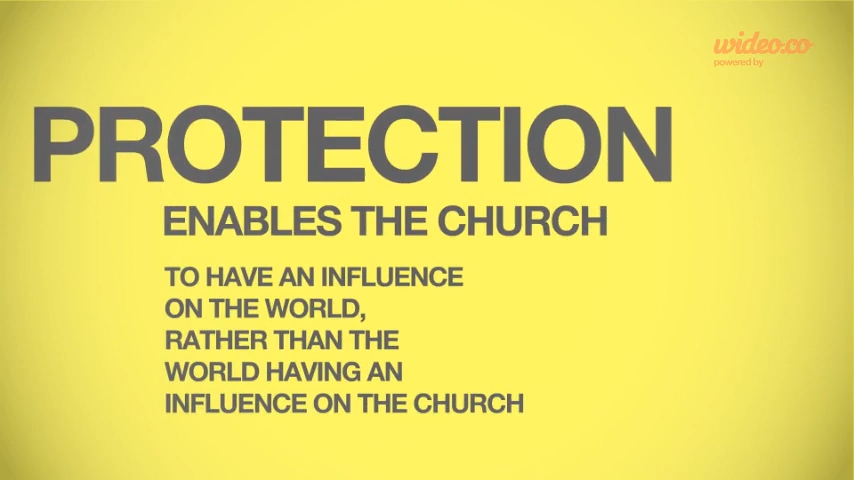 wideo.co
powered by
PROTECTION
ENABLES THE CHURCH
TO HAVE AN INFLUENCE
ON THE WORLD,
RATHER THAN THE
WORLD HAVING AN
INFLUENCE ON THE CHURCH